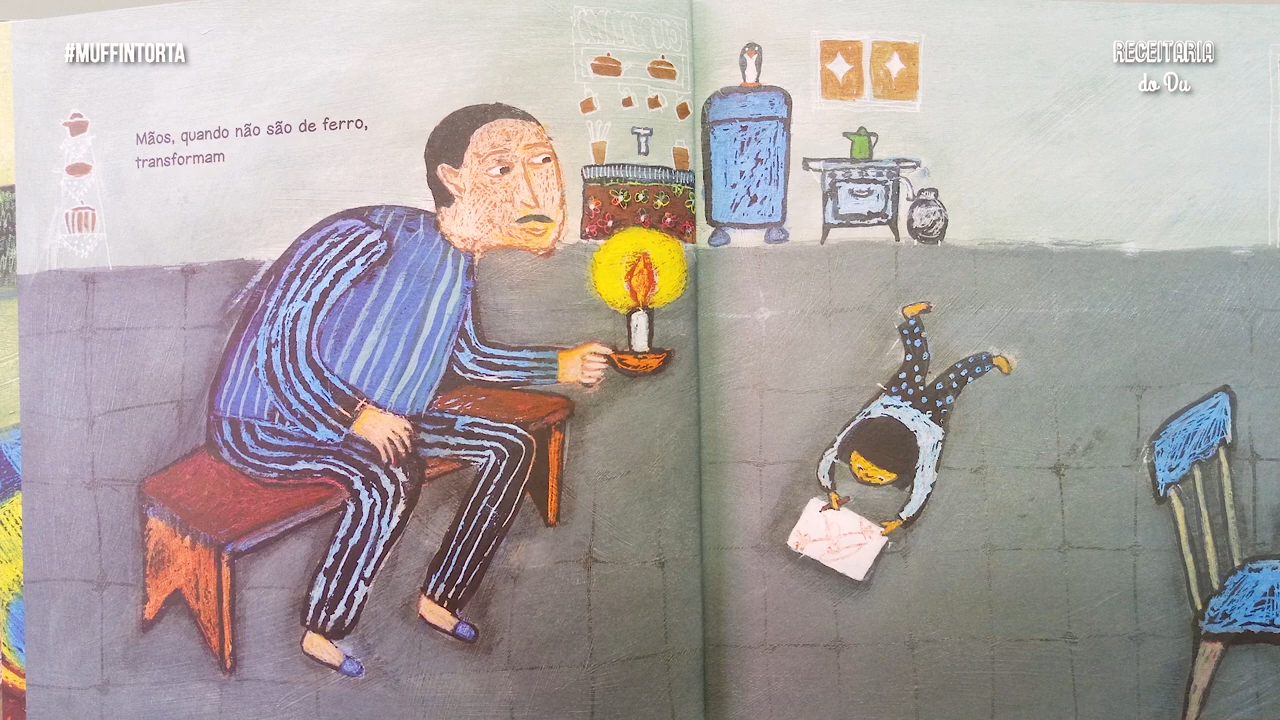 #MUFFINTORTA
RECEITARIA
do Du
Mãos, quando não são de ferro,
transformam